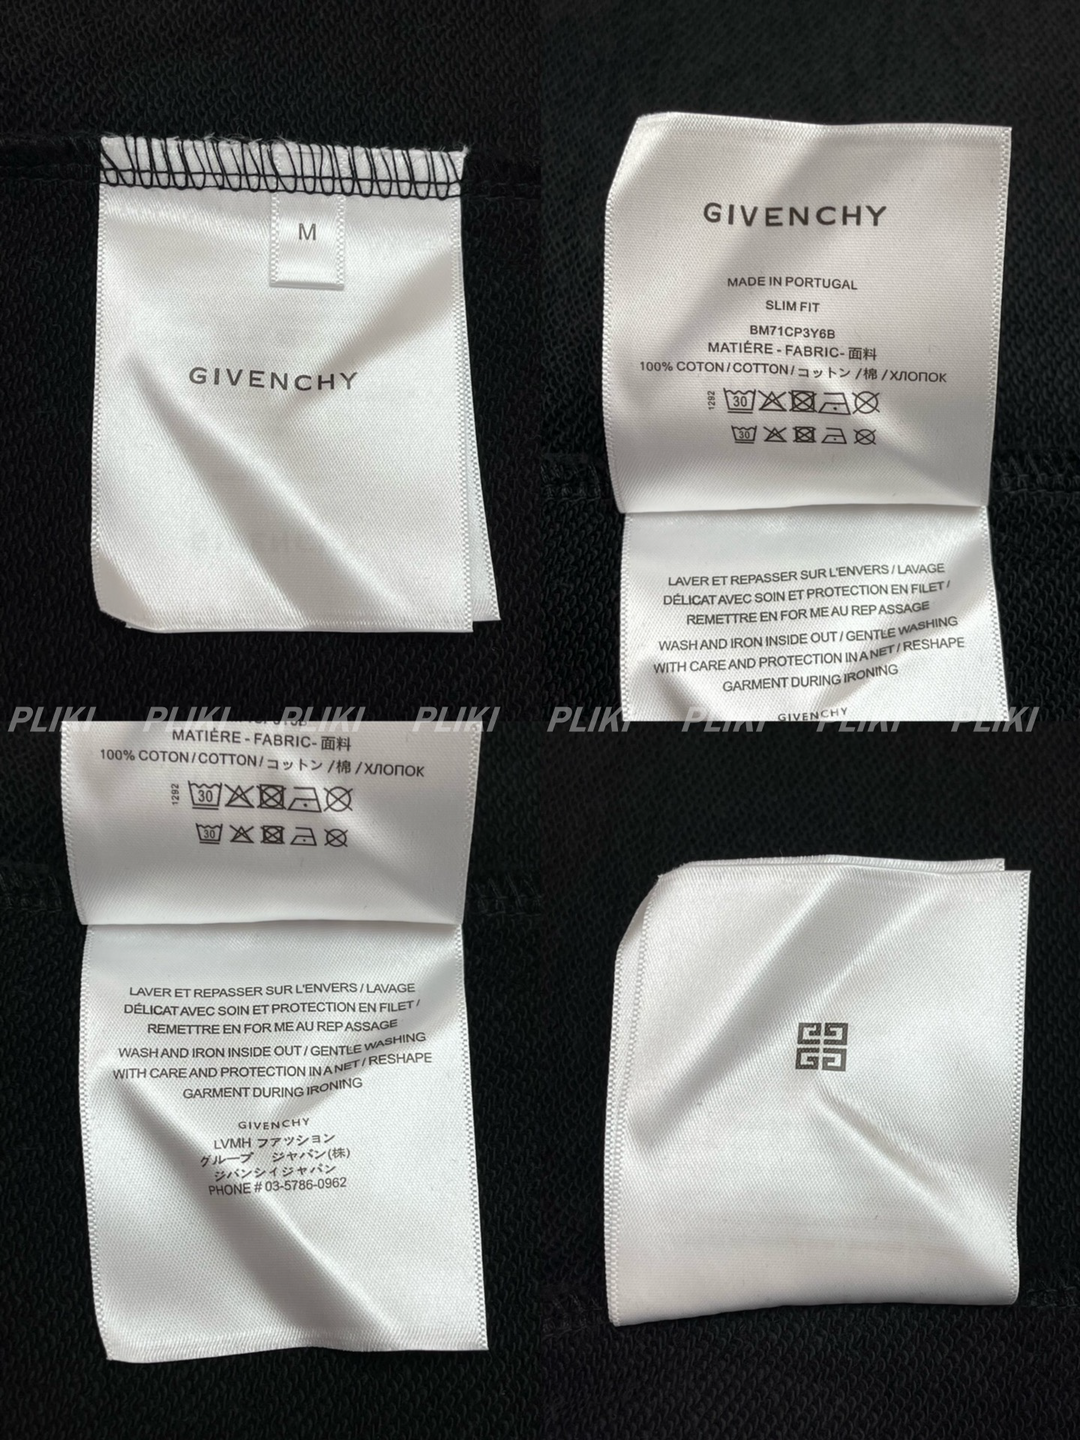 M
GIVENCHY
GIVENCHY
MADE IN PORTUGAL
SLIM FIT
BM71CP3Y6B
MATIÉRE - FABRIC- 面料
100% COTON / COTTON / コットン / 棉 / ХЛОПОК
1292 30
30
LAVER ET REPASSER SUR L'ENVERS / LAVAGE
DÉLICAT AVEC SOIN ET PROTECTION EN FILET /
REMETTRE EN FOR ME AU REP ASSAGE
WASH AND IRON INSIDE OUT / GENTLE WASHING
WITH CARE AND PROTECTION IN A NET / RESHAPE
GARMENT DURING IRONING
GIVENCHY
PLIKI PLIKI PLIKI PLIKI PLIKI PLIKI PLIKI PLIKI
MATIÈRE - FABRIC- 面料
100% COTON / COTTON / コットン / 棉 / ХЛОПОК
1292 30
30
LAVER ET REPASSER SUR L'ENVERS / LAVAGE
DÉLICAT AVEC SOIN ET PROTECTION EN FILET /
REMETTRE EN FOR ME AU REP ASSAGE
WASH AND IRON INSIDE OUT / GENTLE WASHING
WITH CARE AND PROTECTION IN A NET / RESHAPE
GARMENT DURING IRONING
GIVENCHY
LVMH ファッション
グループ ジャパン(株)
ジバンシイジャパン
PHONE # 03-5786-0962